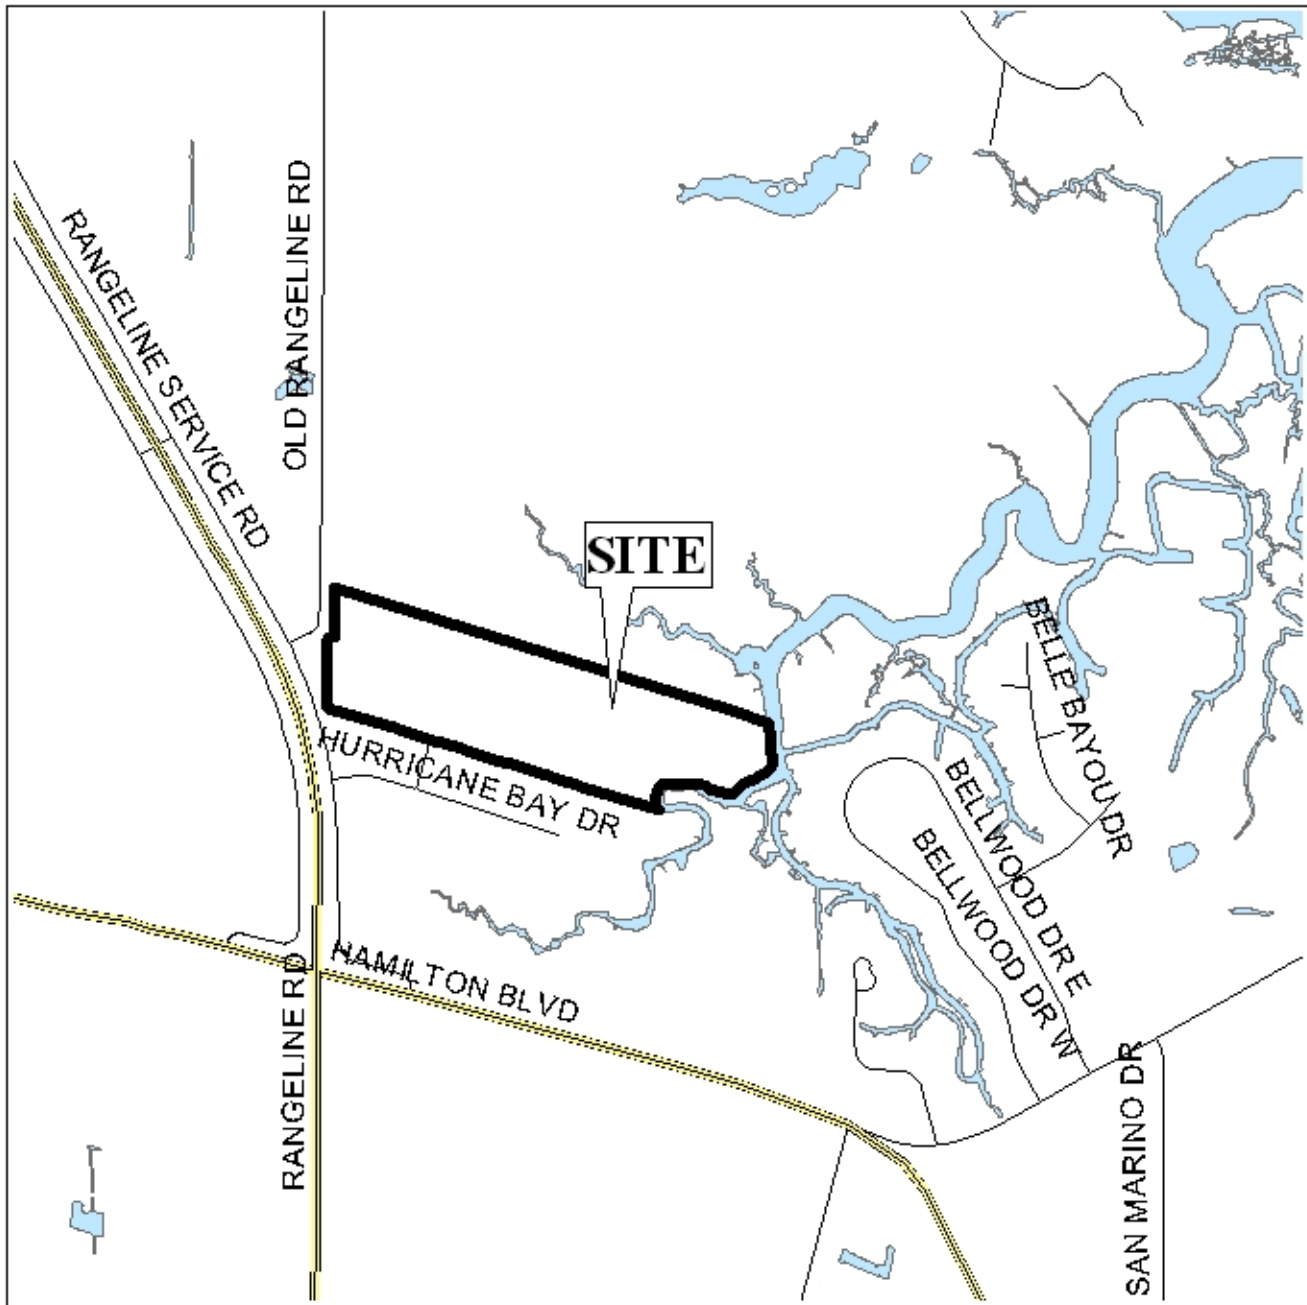 RANGELINE SERVICE RD
OLD RANGELINE RD
SITE
HURRICANE BAY DR
BELLE BAYOU DR
BELLWOOD DR E
BELLWOOD DR W
HAMILTON BLVD
RANGELINE RD
SAN MARINO DR